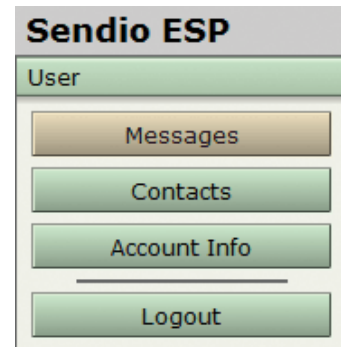 Sendio ESP
User
Messages
Contacts
Account Info
Logout